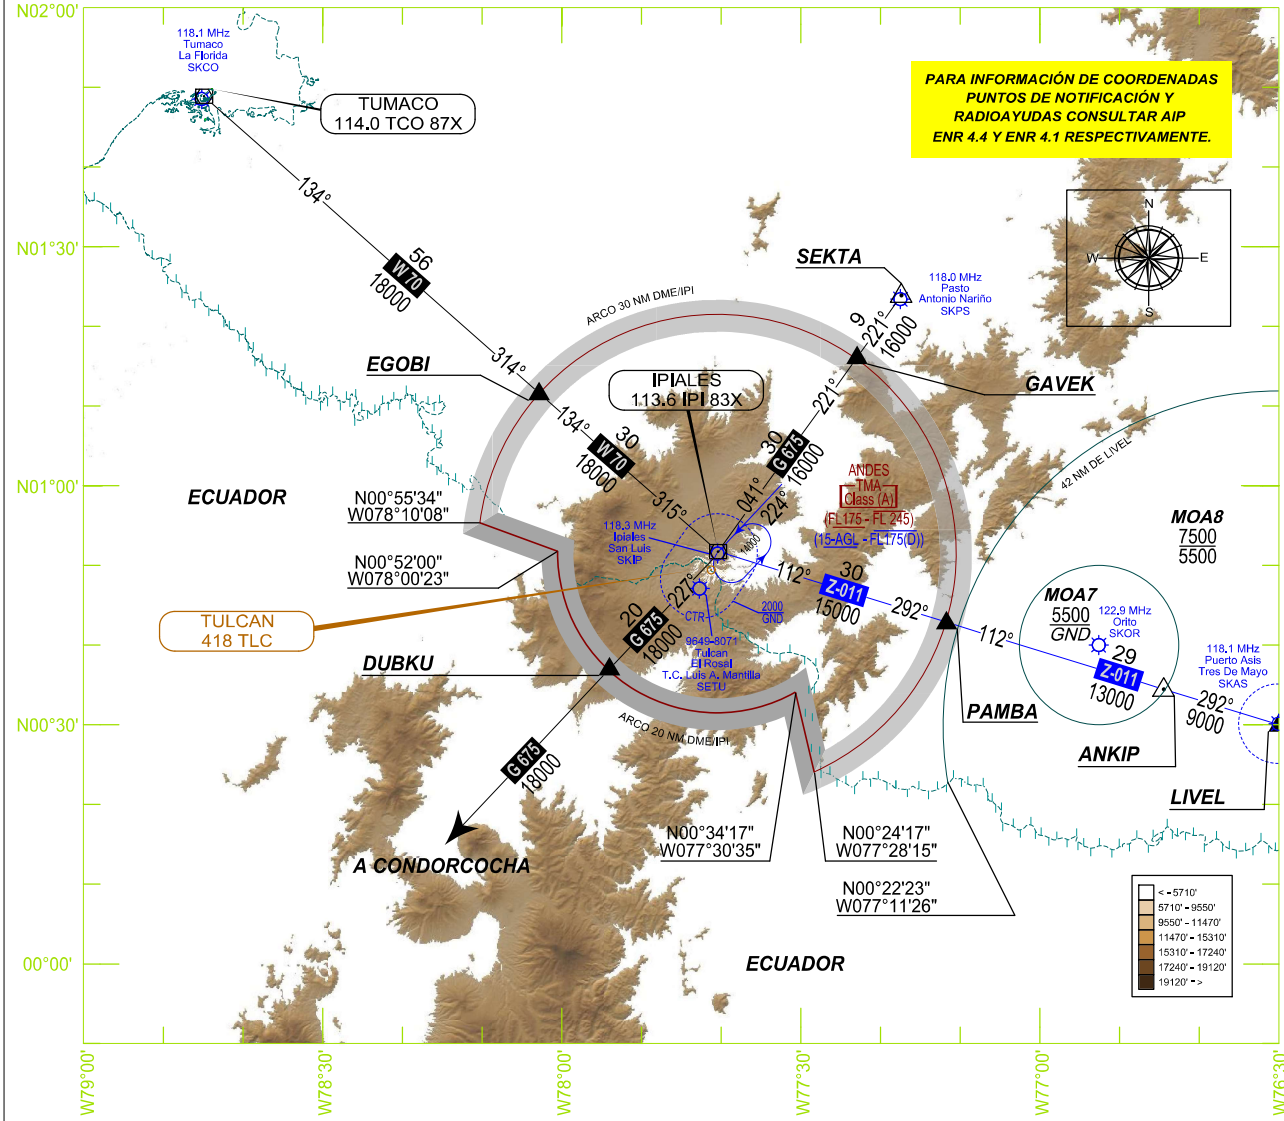 N02°00'
118.1 MHz
Tumaco
La Florida
SKCO
TUMACO
114.0 TCO 87X
PARA INFORMACIÓN DE COORDENADAS
PUNTOS DE NOTIFICACIÓN Y
RADIOAYUDAS CONSULTAR AIP
ENR 4.4 Y ENR 4.1 RESPECTIVAMENTE.
134°
N
W
E
S
N01°30'
56
W 70
18000
SEKTA
118.0 MHz
Pasto
Antonio Nariño
SKPS
ARCO 30 NM DME/IPI
9
221°
16000
314°
EGOBI
IPIALES
113.6 IPI 83X
GAVEK
221°
134°
30
W 70
18000
30
G 675
16000
42 NM DE LIVEL
315°
041°
224°
ANDES
TMA
Class (A)
(FL175 - FL 245)
(15-AGL - FL175(D))
N01°00'
ECUADOR
N00°55'34"
W078°10'08"
MOA8
7500
5500
118.3 MHz
Ipiales
San Luis
SKIP
14000
N00°52'00"
W078°00'23"
112°
30
Z-011
15000
292°
227°
CTR
2000
GND
MOA7
5500
GND
122.9 MHz
Orito
SKOR
TULCAN
418 TLC
20
G 675
18000
9649-8071
Tulcan
El Rosal
T.C. Luis A. Mantilla
SETU
112°
29
Z-011
13000
118.1 MHz
Puerto Asis
Tres De Mayo
SKAS
DUBKU
292°
9000
PAMBA
N00°30'
ARCO 20 NM DME/IPI
ANKIP
G 675
18000
LIVEL
N00°34'17"
W077°30'35"
N00°24'17"
W077°28'15"
A CONDORCOCHA
N00°22'23"
W077°11'26"
< - 5710'
5710' - 9550'
9550' - 11470'
11470' - 15310'
15310' - 17240'
17240' - 19120'
19120' - >
00°00'
ECUADOR
W79°00'
W78°30'
W78°00'
W77°30'
W77°00'
W76°30'